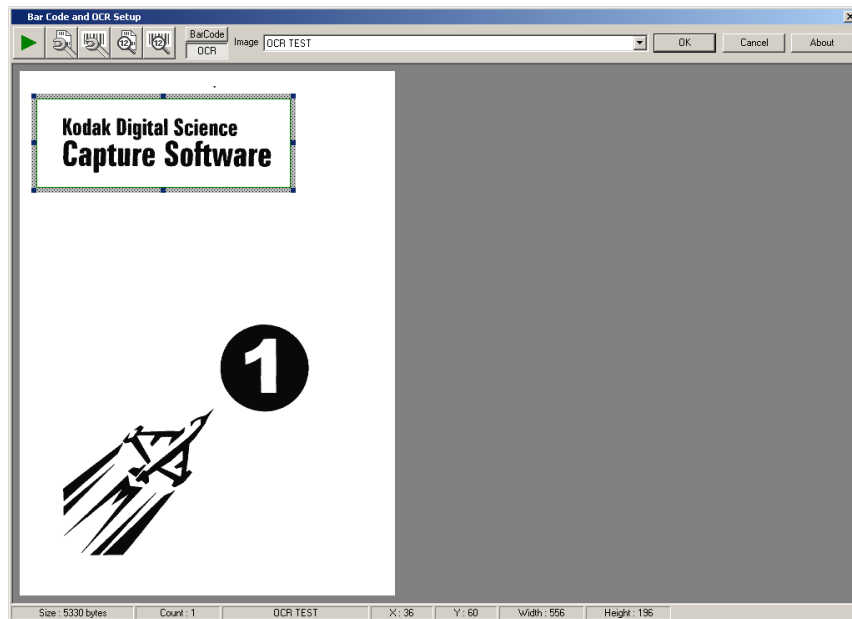 Bar Code and OCR Setup
BarCode
OCR
Image OCR TEST
OK Cancel About
Kodak Digital Science
Capture Software
1
Size : 5330 bytes Count : 1 OCR TEST X : 36 Y : 60 Width : 556 Height : 196